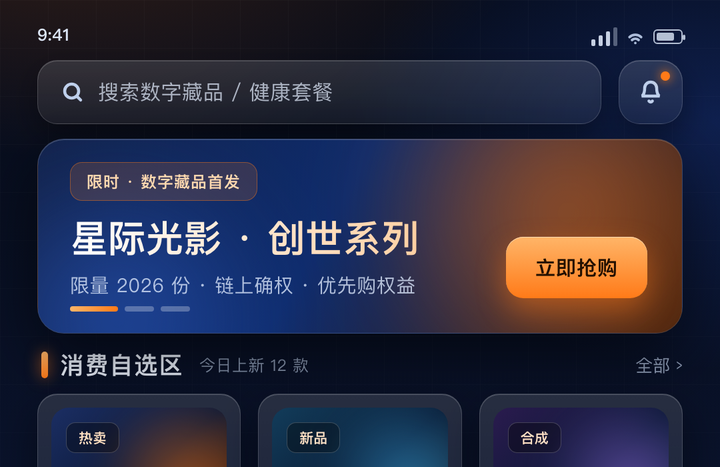 9:41
搜索数字藏品 / 健康套餐
限时 · 数字藏品首发
星际光影 · 创世系列
限量 2026 份 · 链上确权 · 优先购权益
立即抢购
消费自选区 今日上新 12 款 全部 ›
热卖 新品 合成